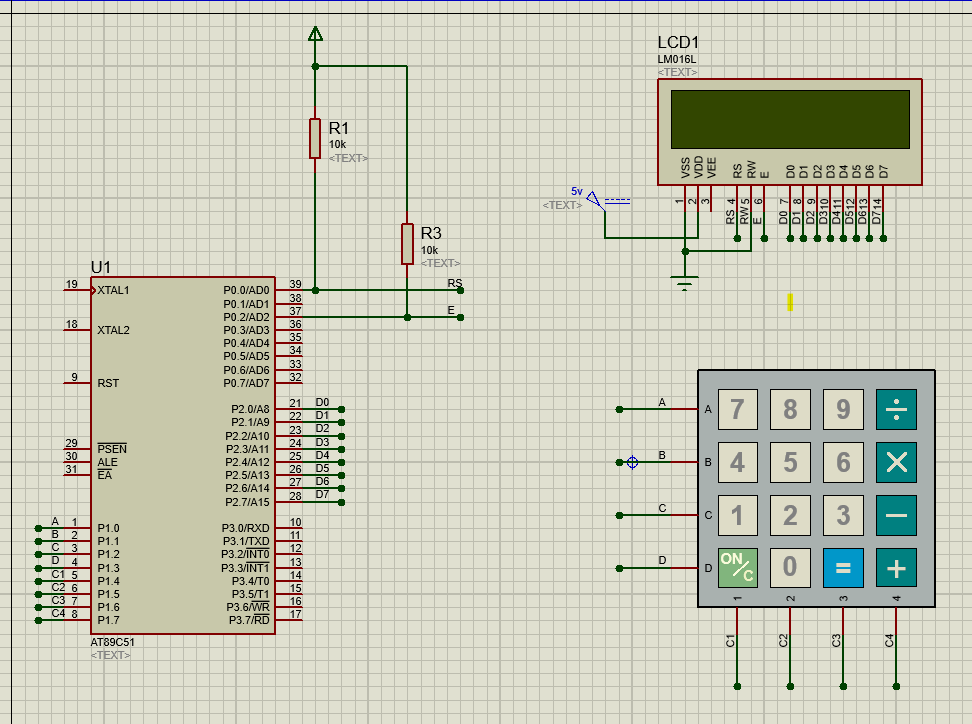 LCD1
LM016L
<TEXT>
VSS VDD VEE RS RW E D0 D1 D2 D3 D4 D5 D6 D7
1 2 3 4 5 6 7 8 9 10 11 12 13 14
RS RW E D0 D1 D2 D3 D4 D5 D6 D7
5v
<TEXT>
R1
10k
<TEXT>
R3
10k
<TEXT>
RS
E
U1
19 XTAL1
18 XTAL2
9 RST
29 PSEN
30 ALE
31 EA
A 1 P1.0
B 2 P1.1
C 3 P1.2
D 4 P1.3
C1 5 P1.4
C2 6 P1.5
C3 7 P1.6
C4 8 P1.7
P0.0/AD0 39
P0.1/AD1 38
P0.2/AD2 37
P0.3/AD3 36
P0.4/AD4 35
P0.5/AD5 34
P0.6/AD6 33
P0.7/AD7 32
P2.0/A8 21 D0
P2.1/A9 22 D1
P2.2/A10 23 D2
P2.3/A11 24 D3
P2.4/A12 25 D4
P2.5/A13 26 D5
P2.6/A14 27 D6
P2.7/A15 28 D7
P3.0/RXD 10
P3.1/TXD 11
P3.2/INT0 12
P3.3/INT1 13
P3.4/T0 14
P3.5/T1 15
P3.6/WR 16
P3.7/RD 17
AT89C51
<TEXT>
A A 7 8 9 ÷
B B 4 5 6 ×
C C 1 2 3 −
D D ON/C 0 = +
1 2 3 4
C1 C2 C3 C4